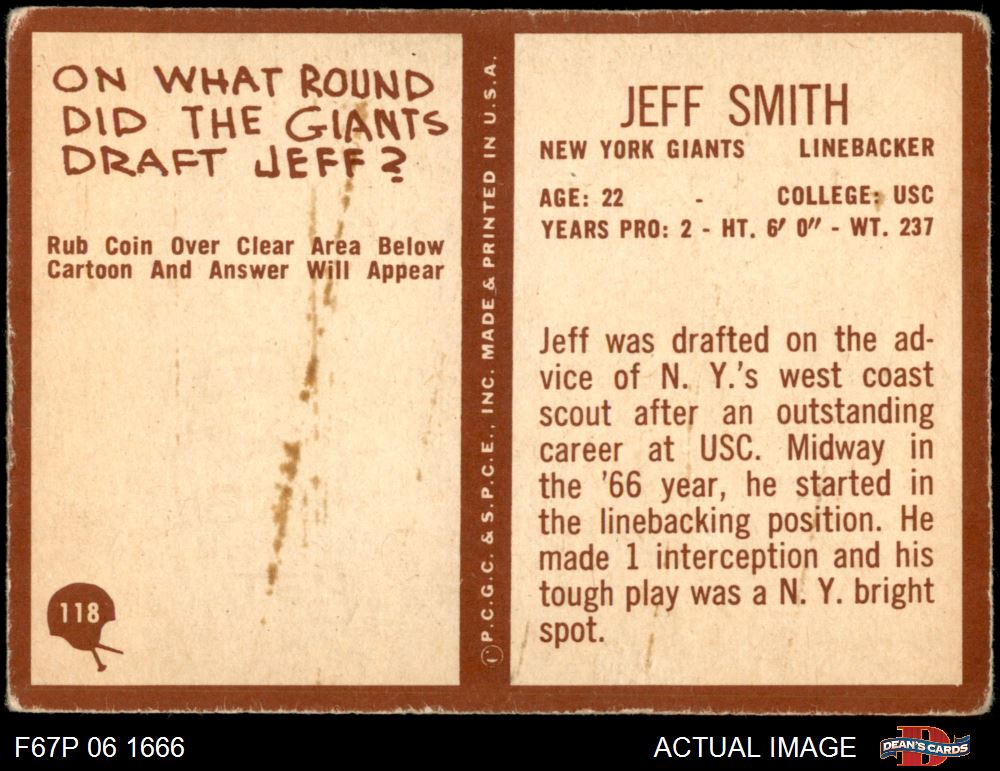 ON WHAT ROUND
DID THE GIANTS
DRAFT JEFF?
Rub Coin Over Clear Area Below
Cartoon And Answer Will Appear
118
©P.C.G.C. & S.P.C.E., INC. MADE & PRINTED IN U.S.A.
JEFF SMITH
NEW YORK GIANTS LINEBACKER
AGE: 22 - COLLEGE: USC
YEARS PRO: 2 - HT. 6' 0" - WT. 237
Jeff was drafted on the ad-
vice of N. Y.'s west coast
scout after an outstanding
career at USC. Midway in
the '66 year, he started in
the linebacking position. He
made 1 interception and his
tough play was a N. Y. bright
spot.
F67P 06 1666
ACTUAL IMAGE
DEAN'S CARDS